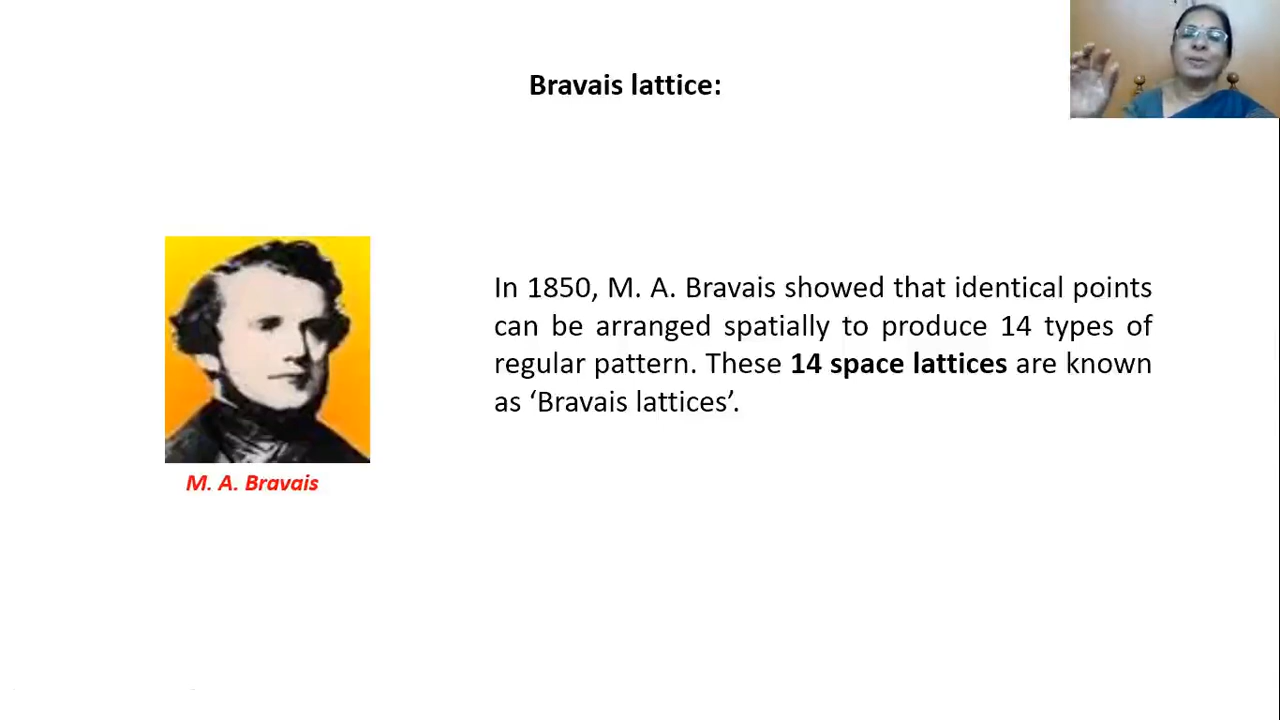 Bravais lattice:
In 1850, M. A. Bravais showed that identical points
can be arranged spatially to produce 14 types of
regular pattern. These 14 space lattices are known
as ‘Bravais lattices’.
M. A. Bravais